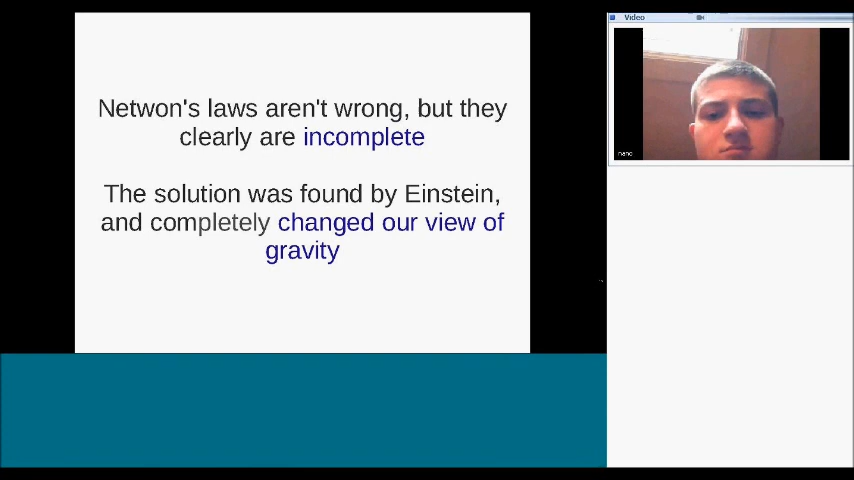 Netwon's laws aren't wrong, but they
clearly are incomplete
The solution was found by Einstein,
and completely changed our view of
gravity
Video
nano